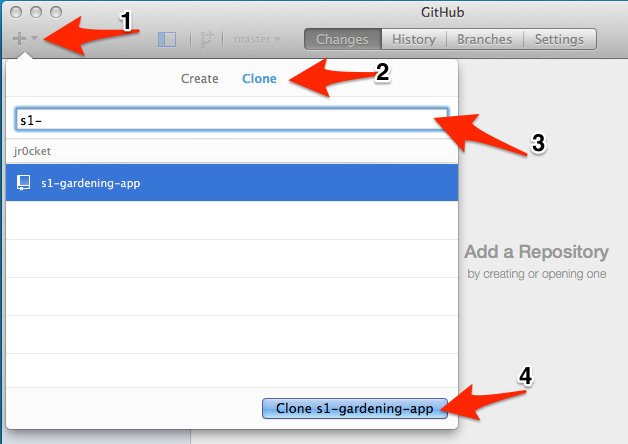 GitHub
1
master
Changes
History
Branches
Settings
Create
Clone
2
s1-
3
jr0cket
s1-gardening-app
Add a Repository
by creating or opening one
4
Clone s1-gardening-app